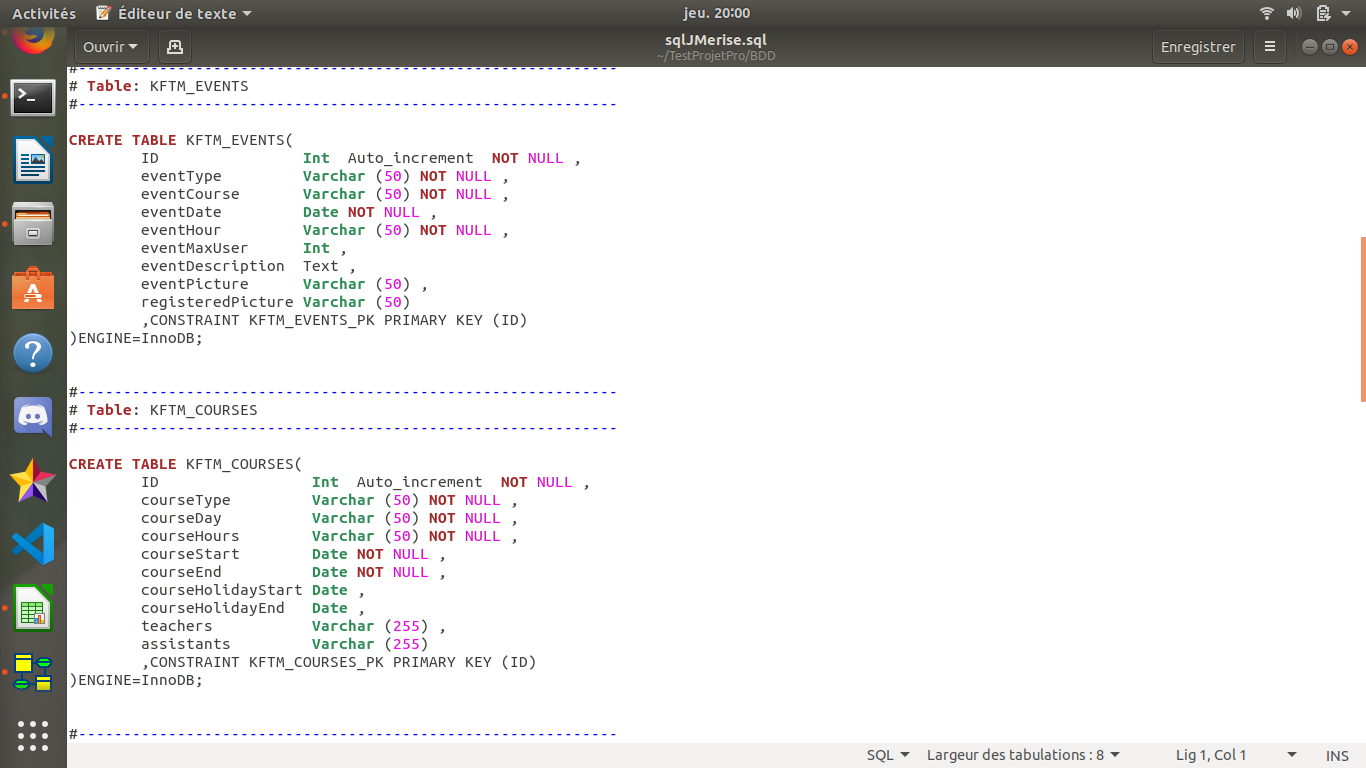 Activités Éditeur de texte jeu. 20:00
Ouvrir sqlJMerise.sql Enregistrer
~/TestProjetPro/BDD
#------------------------------------------------------------
# Table: KFTM_EVENTS
#------------------------------------------------------------
CREATE TABLE KFTM_EVENTS(
        ID                Int  Auto_increment  NOT NULL ,
        eventType         Varchar (50) NOT NULL ,
        eventCourse       Varchar (50) NOT NULL ,
        eventDate         Date NOT NULL ,
        eventHour         Varchar (50) NOT NULL ,
        eventMaxUser      Int ,
        eventDescription  Text ,
        eventPicture      Varchar (50) ,
        registeredPicture Varchar (50)
        ,CONSTRAINT KFTM_EVENTS_PK PRIMARY KEY (ID)
)ENGINE=InnoDB;
#------------------------------------------------------------
# Table: KFTM_COURSES
#------------------------------------------------------------
CREATE TABLE KFTM_COURSES(
        ID                 Int  Auto_increment  NOT NULL ,
        courseType         Varchar (50) NOT NULL ,
        courseDay          Varchar (50) NOT NULL ,
        courseHours        Varchar (50) NOT NULL ,
        courseStart        Date NOT NULL ,
        courseEnd          Date NOT NULL ,
        courseHolidayStart Date ,
        courseHolidayEnd   Date ,
        teachers           Varchar (255) ,
        assistants         Varchar (255)
        ,CONSTRAINT KFTM_COURSES_PK PRIMARY KEY (ID)
)ENGINE=InnoDB;
#------------------------------------------------------------
SQL Largeur des tabulations : 8 Lig 1, Col 1 INS